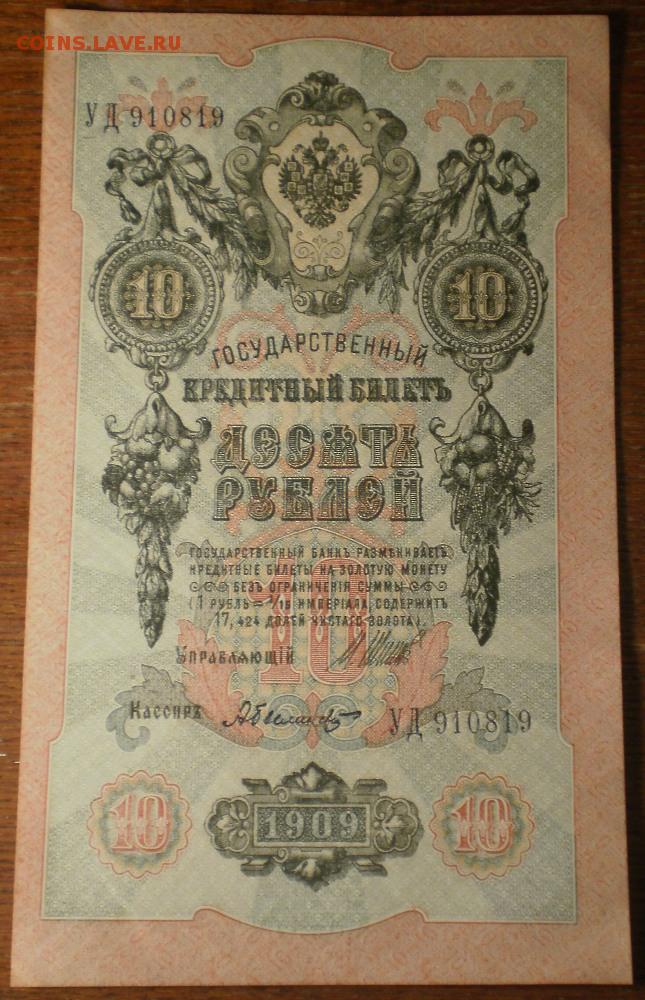 COINS.LAVE.RU
УД 910819
10 10
ГОСУДАРСТВЕННЫЙ
КРЕДИТНЫЙ БИЛЕТЪ
ДЕСЯТЬ
РУБЛЕЙ
ГОСУДАРСТВЕННЫЙ БАНКЪ РАЗМѢНИВАЕТЪ
КРЕДИТНЫЕ БИЛЕТЫ НА ЗОЛОТУЮ МОНЕТУ
БЕЗЪ ОГРАНИЧЕНІЯ СУММЫ
(1 РУБЛЬ = 1/15 ИМПЕРІАЛА, СОДЕРЖИТЪ
17,424 ДОЛЕЙ ЧИСТАГО ЗОЛОТА).
10
УПРАВЛЯЮЩІЙ
КАССИРЪ
УД 910819
10 1909 10